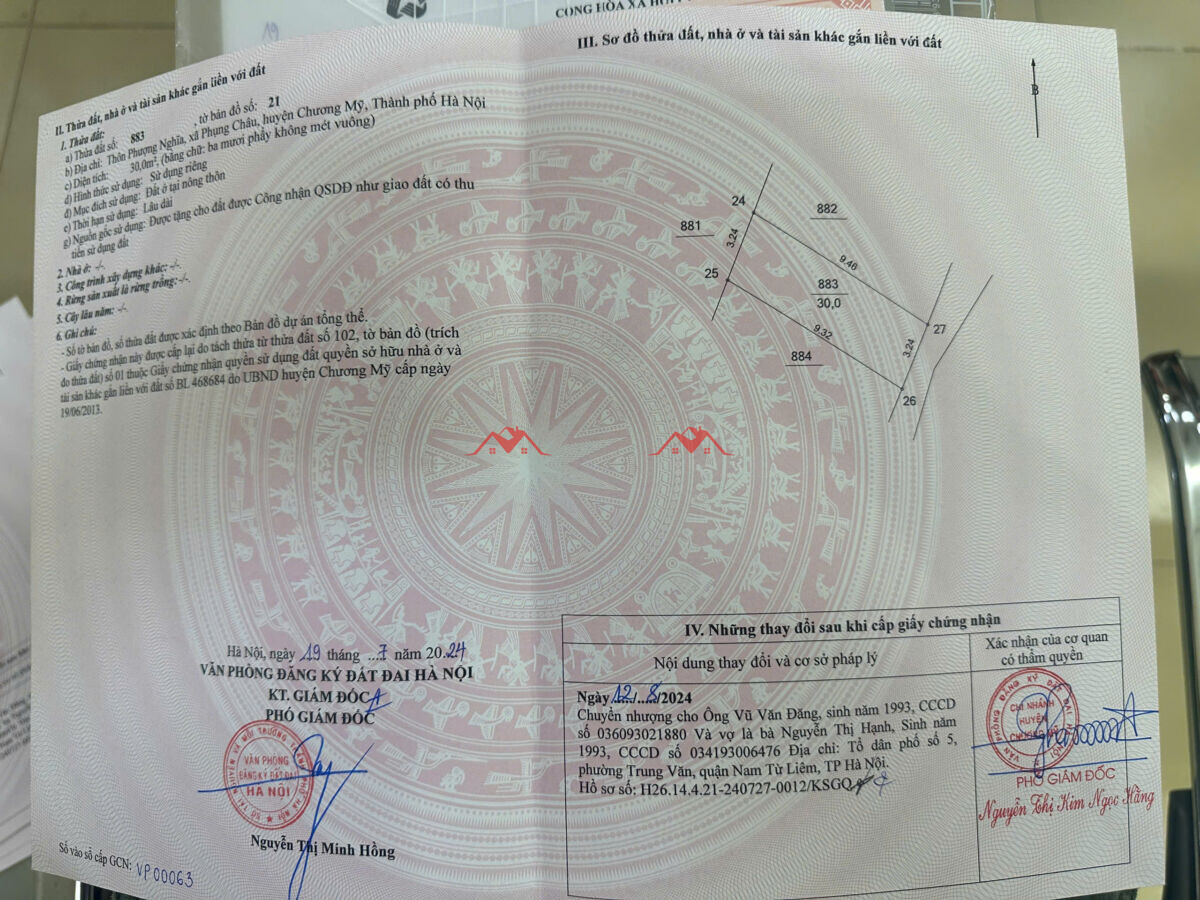 CỘNG HÒA XÃ HỘI
II. Thửa đất, nhà ở và tài sản khác gắn liền với đất
1. Thửa đất:
a) Thửa đất số: 883 , tờ bản đồ số: 21
b) Địa chỉ: Thôn Phượng Nghĩa, xã Phụng Châu, huyện Chương Mỹ, Thành phố Hà Nội
c) Diện tích: 30,0m², (bằng chữ: ba mươi phẩy không mét vuông)
d) Hình thức sử dụng: Sử dụng riêng
đ) Mục đích sử dụng: Đất ở tại nông thôn
e) Thời hạn sử dụng: Lâu dài
g) Nguồn gốc sử dụng: Được tặng cho đất được Công nhận QSDĐ như giao đất có thu
tiền sử dụng đất
2. Nhà ở: -/-.
3. Công trình xây dựng khác: -/-.
4. Rừng sản xuất là rừng trồng: -/-.
5. Cây lâu năm: -/-.
6. Ghi chú:
- Số tờ bản đồ, số thửa đất được xác định theo Bản đồ dự án tổng thể.
- Giấy chứng nhận này được cấp lại do tách thửa từ thửa đất số 102, tờ bản đồ (trích
đo thửa đất) số 01 thuộc Giấy chứng nhận quyền sử dụng đất quyền sở hữu nhà ở và
tài sản khác gắn liền với đất số BL 468684 do UBND huyện Chương Mỹ cấp ngày
19/06/2013.
Hà Nội, ngày 19 tháng 7 năm 2024
VĂN PHÒNG ĐĂNG KÝ ĐẤT ĐAI HÀ NỘI
KT. GIÁM ĐỐC
PHÓ GIÁM ĐỐC
VĂN PHÒNG
ĐĂNG KÝ ĐẤT ĐAI
HÀ NỘI
Nguyễn Thị Minh Hồng
Số vào sổ cấp GCN: VP00063
III. Sơ đồ thửa đất, nhà ở và tài sản khác gắn liền với đất
B
24
882
881
3.24
25
9.46
883
30,0
27
9.32
3.24
884
26
IV. Những thay đổi sau khi cấp giấy chứng nhận
Nội dung thay đổi và cơ sở pháp lý
Xác nhận của cơ quan
có thẩm quyền
Ngày 12/8/2024
Chuyển nhượng cho Ông Vũ Văn Đăng, sinh năm 1993, CCCD
số 036093021880 Và vợ là bà Nguyễn Thị Hạnh, Sinh năm
1993, CCCD số 034193006476 Địa chỉ: Tổ dân phố số 5,
phường Trung Văn, quận Nam Từ Liêm, TP Hà Nội.
Hồ sơ số: H26.14.4.21-240727-0012/KSGQ
CHI NHÁNH
HUYỆN
CHƯƠNG MỸ
PHÓ GIÁM ĐỐC
Nguyễn Thị Kim Ngọc Hằng